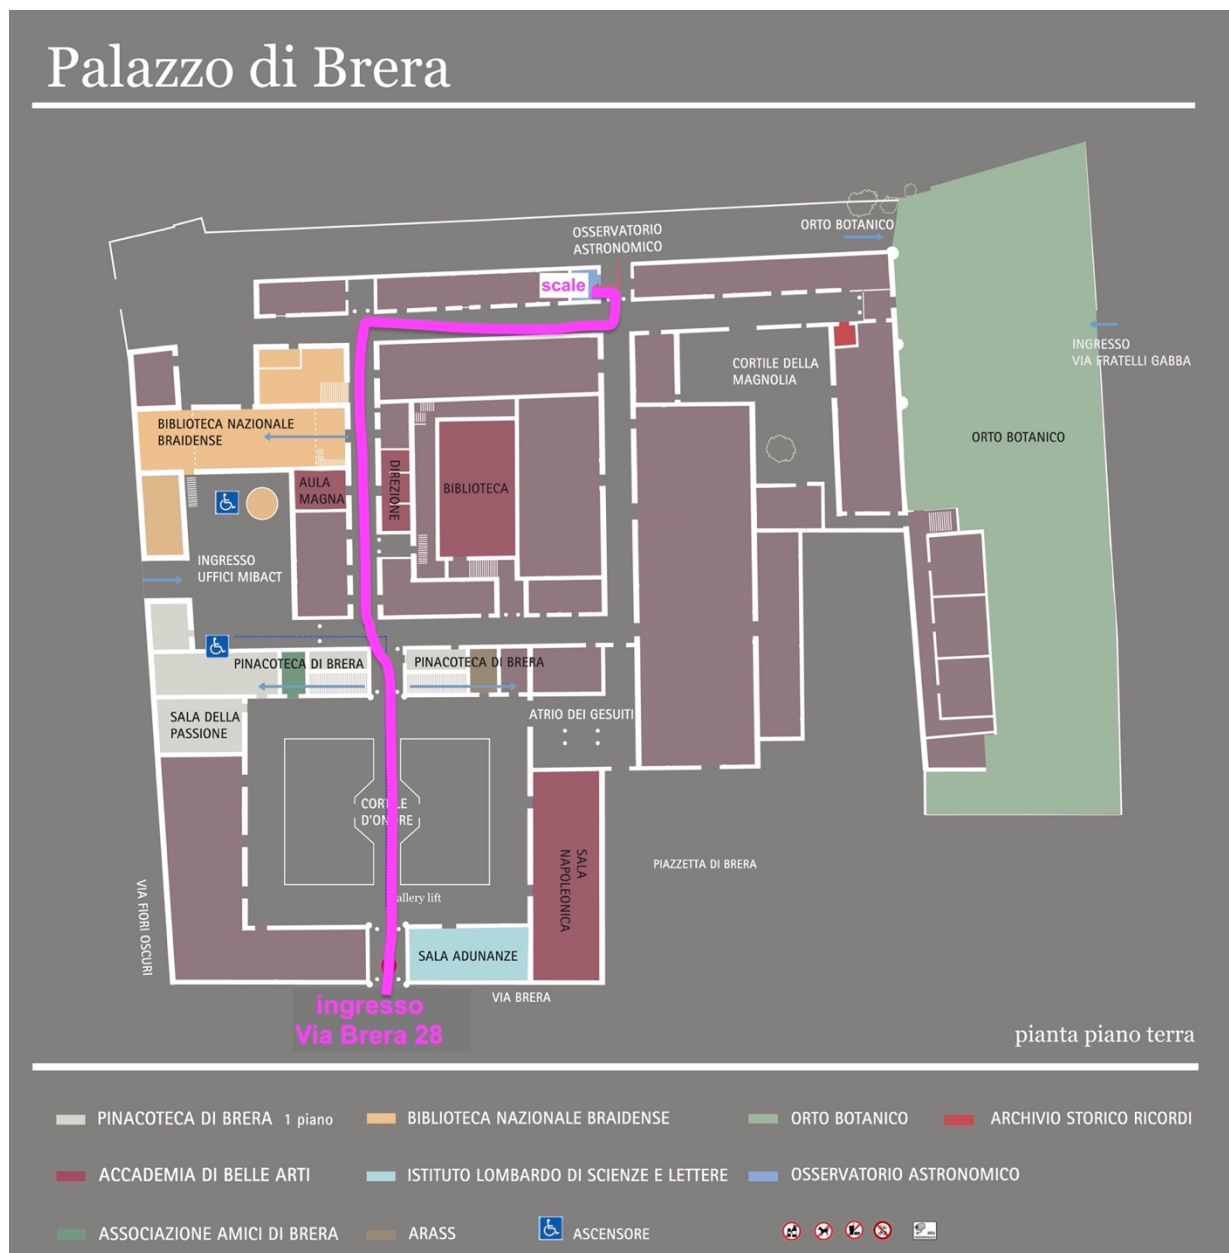 Palazzo di Brera
OSSERVATORIO
ASTRONOMICO
ORTO BOTANICO
scale
INGRESSO
VIA FRATELLI GABBA
CORTILE DELLA
MAGNOLIA
BIBLIOTECA NAZIONALE
BRAIDENSE
ORTO BOTANICO
AULA
MAGNA
DIREZIONE
BIBLIOTECA
INGRESSO
UFFICI MIBACT
PINACOTECA DI BRERA
PINACOTECA DI BRERA
SALA DELLA
PASSIONE
ATRIO DEI GESUITI
CORTILE
D'ONORE
SALA
NAPOLEONICA
PIAZZETTA DI BRERA
VIA FIORI OSCURI
allery lift
SALA ADUNANZE
VIA BRERA
ingresso
Via Brera 28
pianta piano terra
PINACOTECA DI BRERA 1 piano
BIBLIOTECA NAZIONALE BRAIDENSE
ORTO BOTANICO
ARCHIVIO STORICO RICORDI
ACCADEMIA DI BELLE ARTI
ISTITUTO LOMBARDO DI SCIENZE E LETTERE
OSSERVATORIO ASTRONOMICO
ASSOCIAZIONE AMICI DI BRERA
ARASS
ASCENSORE